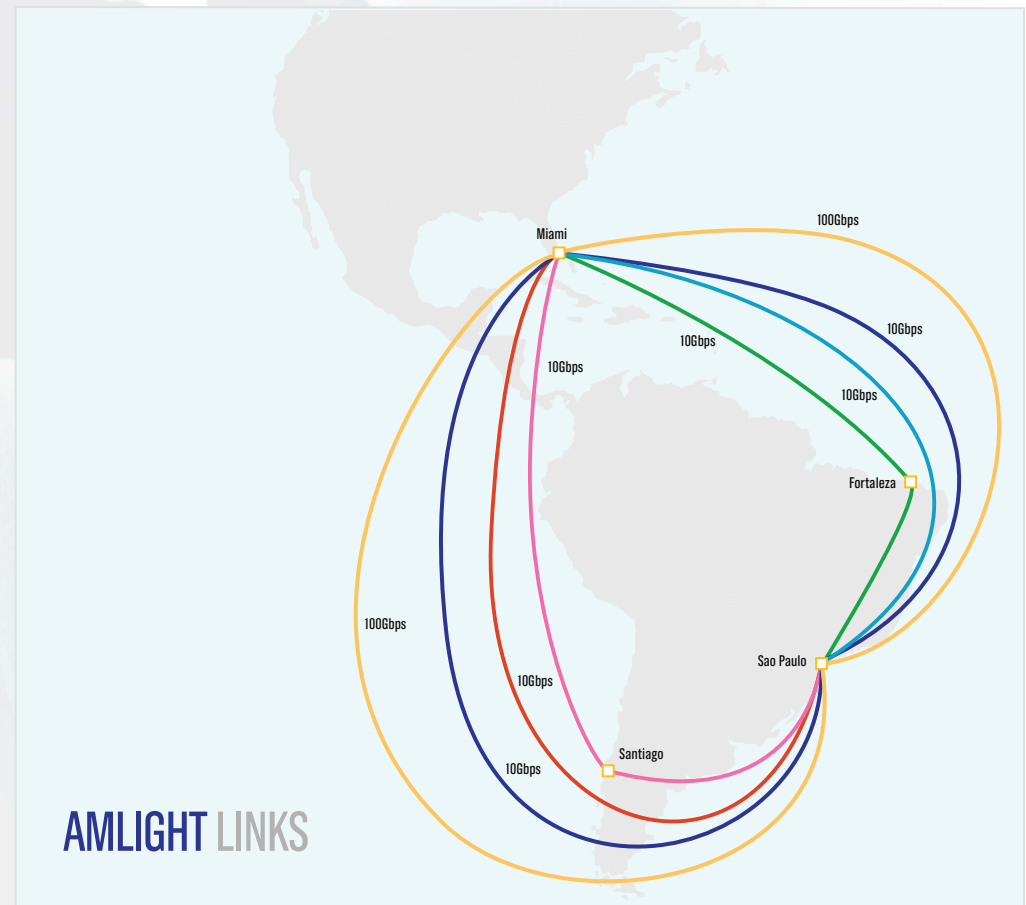 100Gbps
Miami
10Gbps
10Gbps
10Gbps
10Gbps
Fortaleza
100Gbps
Sao Paulo
10Gbps
Santiago
10Gbps
AMLIGHT LINKS